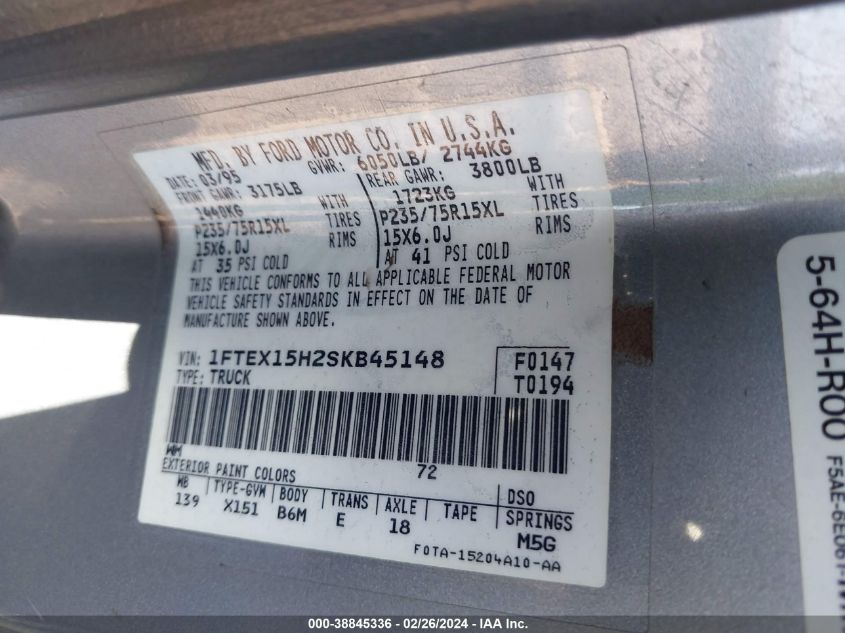 MFD. BY FORD MOTOR CO. IN U.S.A.
DATE: 03/95 GVWR: 6050LB/ 2744KG
FRONT GAWR: 3175LB REAR GAWR: 3800LB
1440KG WITH 1723KG WITH
P235/75R15XL TIRES P235/75R15XL TIRES
15X6.0J RIMS 15X6.0J RIMS
AT 35 PSI COLD AT 41 PSI COLD
THIS VEHICLE CONFORMS TO ALL APPLICABLE FEDERAL MOTOR
VEHICLE SAFETY STANDARDS IN EFFECT ON THE DATE OF
MANUFACTURE SHOWN ABOVE.
VIN: 1FTEX15H2SKB45148 F0147
TYPE: TRUCK T0194
WM 72
EXTERIOR PAINT COLORS DSO
WB TYPE-GVW BODY TRANS AXLE TAPE SPRINGS
139 X151 B6M E 18 M5G
F0TA-15204A10-AA
5-64H-R00
000-38845336 - 02/26/2024 - IAA Inc.